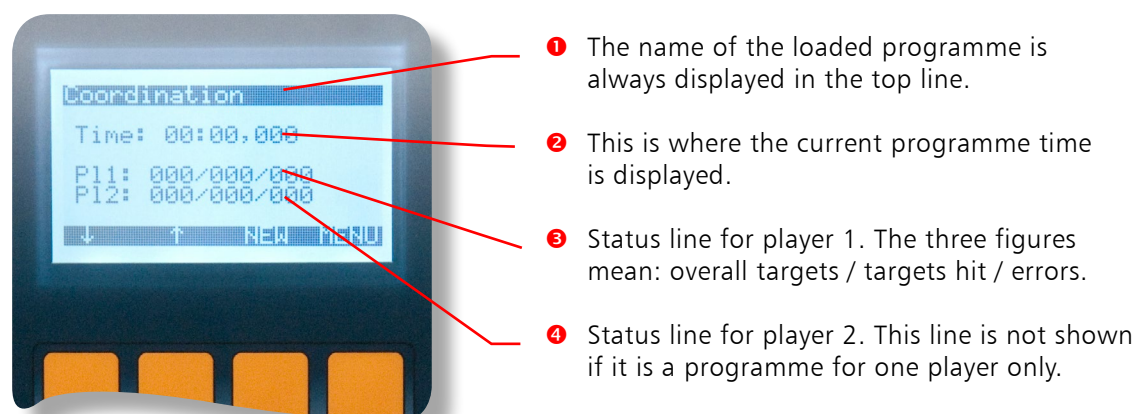 Coordination
Time: 00:00,000
Pl1: 000/000/000
Pl2: 000/000/000
↓ ↑ NEW MENU
❶ The name of the loaded programme is
always displayed in the top line.
❷ This is where the current programme time
is displayed.
❸ Status line for player 1. The three figures
mean: overall targets / targets hit / errors.
❹ Status line for player 2. This line is not shown
if it is a programme for one player only.